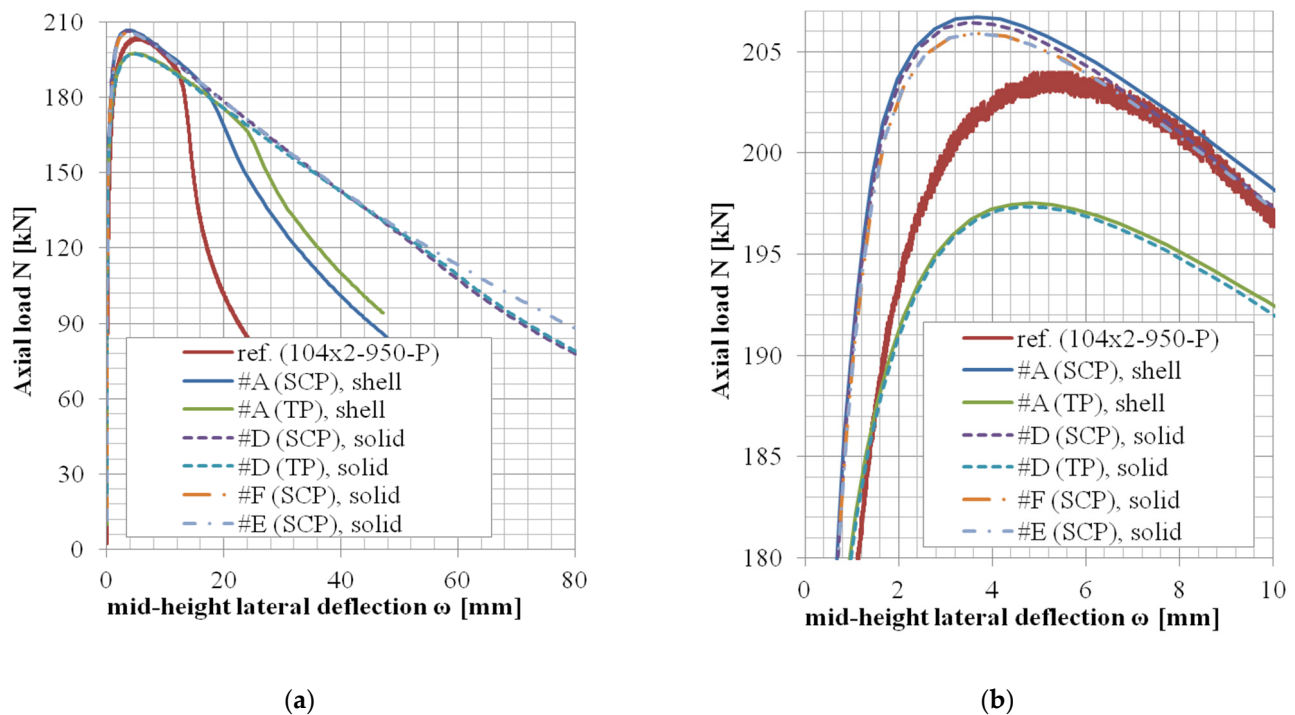 Axial load N [kN]
210
180
150
120
90
60
30
0
ref. (104x2-950-P)
#A (SCP), shell
#A (TP), shell
#D (SCP), solid
#D (TP), solid
#F (SCP), solid
#E (SCP), solid
0 20 40 60 80
mid-height lateral deflection ω [mm]
(a)
Axial load N [kN]
205
200
195
190
185
180
ref. (104x2-950-P)
#A (SCP), shell
#A (TP), shell
#D (SCP), solid
#D (TP), solid
#F (SCP), solid
#E (SCP), solid
0 2 4 6 8 10
mid-height lateral deflection ω [mm]
(b)